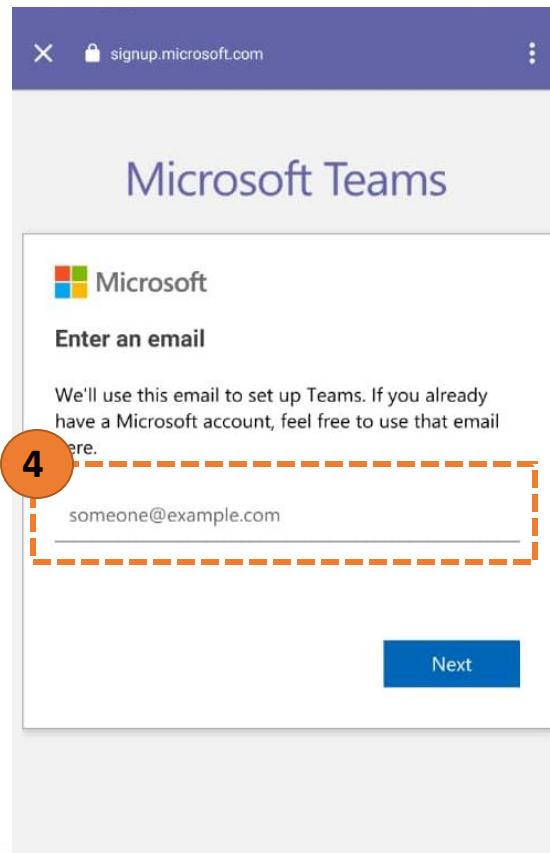 signup.microsoft.com
Microsoft Teams
Microsoft
Enter an email
We'll use this email to set up Teams. If you already
have a Microsoft account, feel free to use that email
ere.
4
someone@example.com
Next